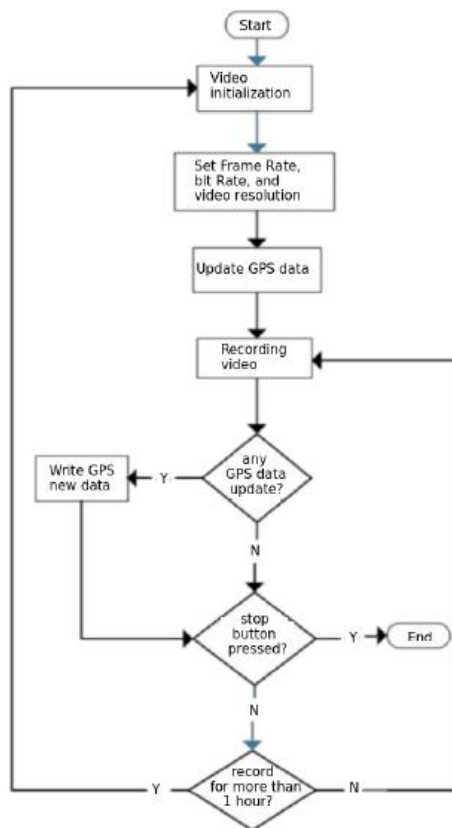 Start
Video
initialization
Set Frame Rate,
bit Rate, and
video resolution
Update GPS data
Recording
video
any
GPS data
update?
Y
Write GPS
new data
N
stop
button
pressed?
Y
End
N
record
for more than
1 hour?
Y
N